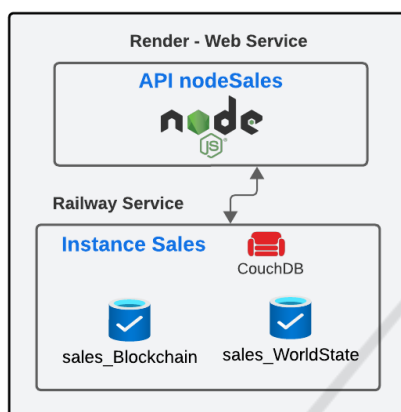 Render - Web Service
API nodeSales
node
JS
Railway Service
Instance Sales
CouchDB
sales_Blockchain
sales_WorldState